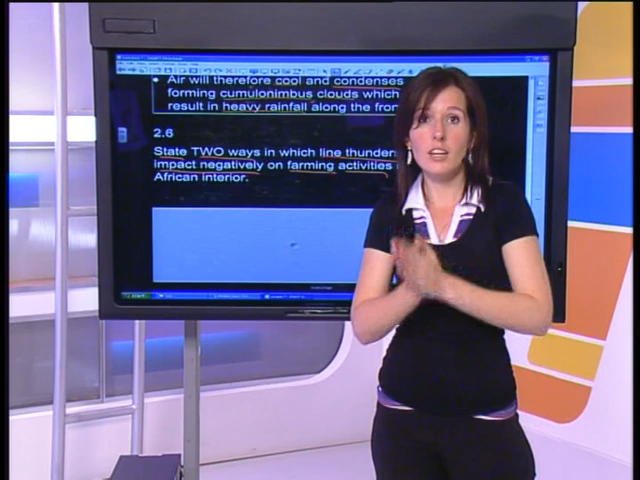 Air will therefore cool and condenses
forming cumulonimbus clouds which
result in heavy rainfall along the fron
2.6
State TWO ways in which line thunders
impact negatively on farming activities
African interior.